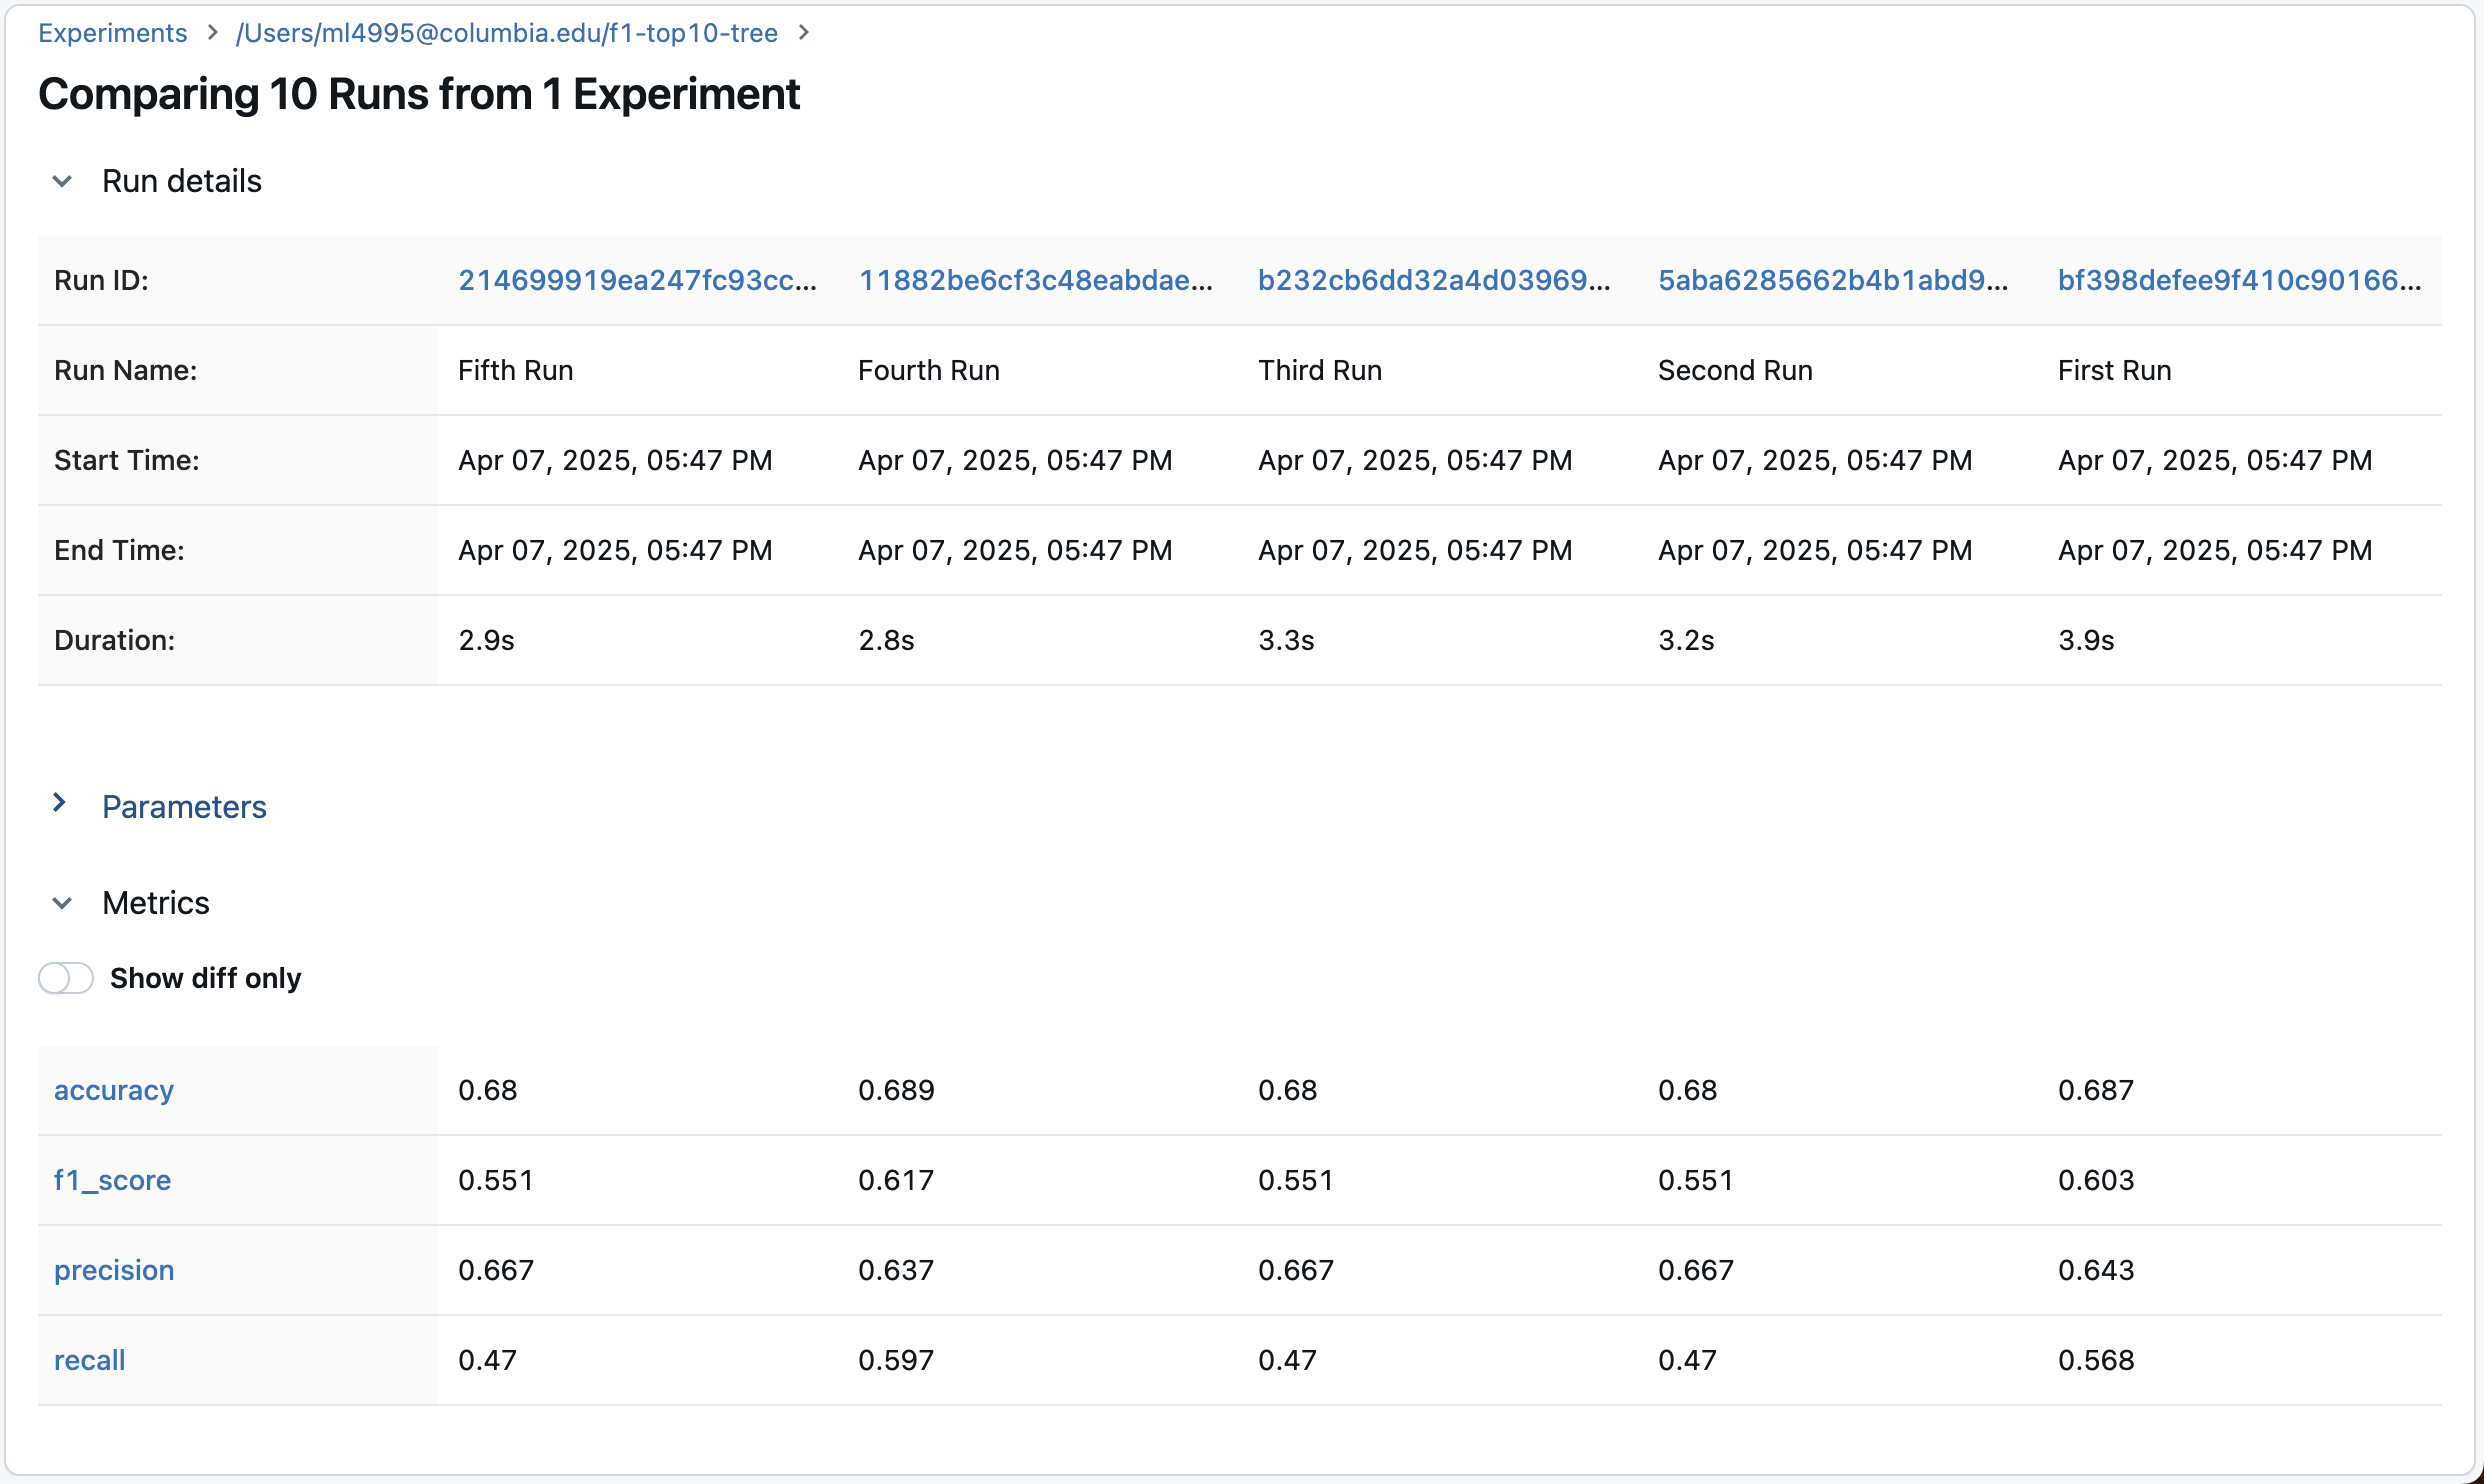 Experiments > /Users/ml4995@columbia.edu/f1-top10-tree >
Comparing 10 Runs from 1 Experiment
Run details
Run ID: 214699919ea247fc93cc... 11882be6cf3c48eabdae... b232cb6dd32a4d03969... 5aba6285662b4b1abd9... bf398defee9f410c90166...
Run Name: Fifth Run Fourth Run Third Run Second Run First Run
Start Time: Apr 07, 2025, 05:47 PM Apr 07, 2025, 05:47 PM Apr 07, 2025, 05:47 PM Apr 07, 2025, 05:47 PM Apr 07, 2025, 05:47 PM
End Time: Apr 07, 2025, 05:47 PM Apr 07, 2025, 05:47 PM Apr 07, 2025, 05:47 PM Apr 07, 2025, 05:47 PM Apr 07, 2025, 05:47 PM
Duration: 2.9s 2.8s 3.3s 3.2s 3.9s
Parameters
Metrics
Show diff only
accuracy 0.68 0.689 0.68 0.68 0.687
f1_score 0.551 0.617 0.551 0.551 0.603
precision 0.667 0.637 0.667 0.667 0.643
recall 0.47 0.597 0.47 0.47 0.568